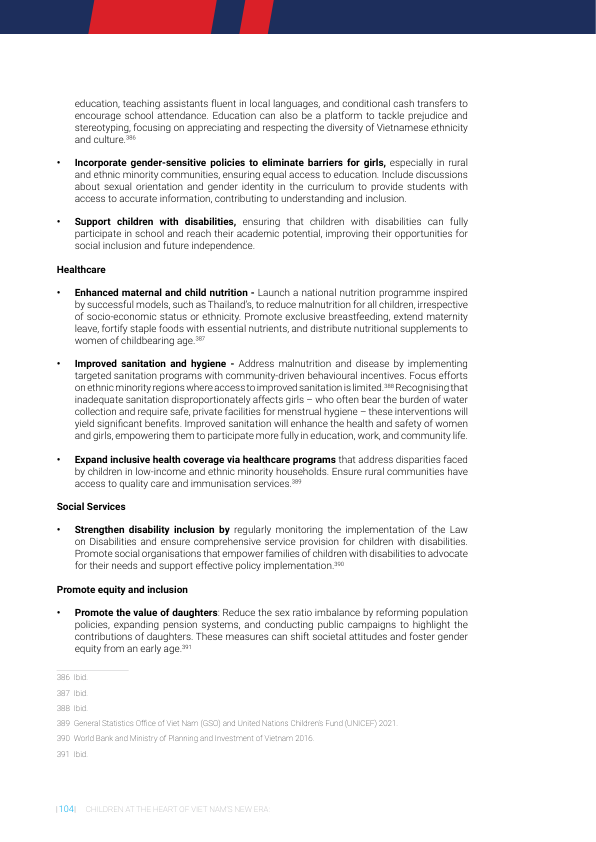 education, teaching assistants fluent in local languages, and conditional cash transfers to
encourage school attendance. Education can also be a platform to tackle prejudice and
stereotyping, focusing on appreciating and respecting the diversity of Vietnamese ethnicity
and culture.386
• Incorporate gender-sensitive policies to eliminate barriers for girls, especially in rural
and ethnic minority communities, ensuring equal access to education. Include discussions
about sexual orientation and gender identity in the curriculum to provide students with
access to accurate information, contributing to understanding and inclusion.
• Support children with disabilities, ensuring that children with disabilities can fully
participate in school and reach their academic potential, improving their opportunities for
social inclusion and future independence.
Healthcare
• Enhanced maternal and child nutrition - Launch a national nutrition programme inspired
by successful models, such as Thailand's, to reduce malnutrition for all children, irrespective
of socio-economic status or ethnicity. Promote exclusive breastfeeding, extend maternity
leave, fortify staple foods with essential nutrients, and distribute nutritional supplements to
women of childbearing age.387
• Improved sanitation and hygiene - Address malnutrition and disease by implementing
targeted sanitation programs with community-driven behavioural incentives. Focus efforts
on ethnic minority regions where access to improved sanitation is limited.388 Recognising that
inadequate sanitation disproportionately affects girls – who often bear the burden of water
collection and require safe, private facilities for menstrual hygiene – these interventions will
yield significant benefits. Improved sanitation will enhance the health and safety of women
and girls, empowering them to participate more fully in education, work, and community life.
• Expand inclusive health coverage via healthcare programs that address disparities faced
by children in low-income and ethnic minority households. Ensure rural communities have
access to quality care and immunisation services.389
Social Services
• Strengthen disability inclusion by regularly monitoring the implementation of the Law
on Disabilities and ensure comprehensive service provision for children with disabilities.
Promote social organisations that empower families of children with disabilities to advocate
for their needs and support effective policy implementation.390
Promote equity and inclusion
• Promote the value of daughters: Reduce the sex ratio imbalance by reforming population
policies, expanding pension systems, and conducting public campaigns to highlight the
contributions of daughters. These measures can shift societal attitudes and foster gender
equity from an early age.391
386 Ibid.
387 Ibid.
388 Ibid.
389 General Statistics Office of Viet Nam (GSO) and United Nations Children's Fund (UNICEF) 2021.
390 World Bank and Ministry of Planning and Investment of Vietnam 2016.
391 Ibid.
|104| CHILDREN AT THE HEART OF VIET NAM'S NEW ERA